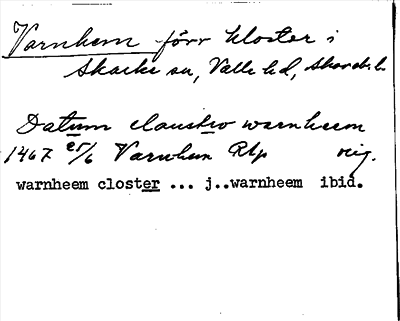 Varnhem förr kloster i
Skarke sn, Valle hd, Skarab. l.
Datum claustro warnheem
1467 25/6 Varnhem Rbp orig.
warnheem closter ... j..warnheem ibid.